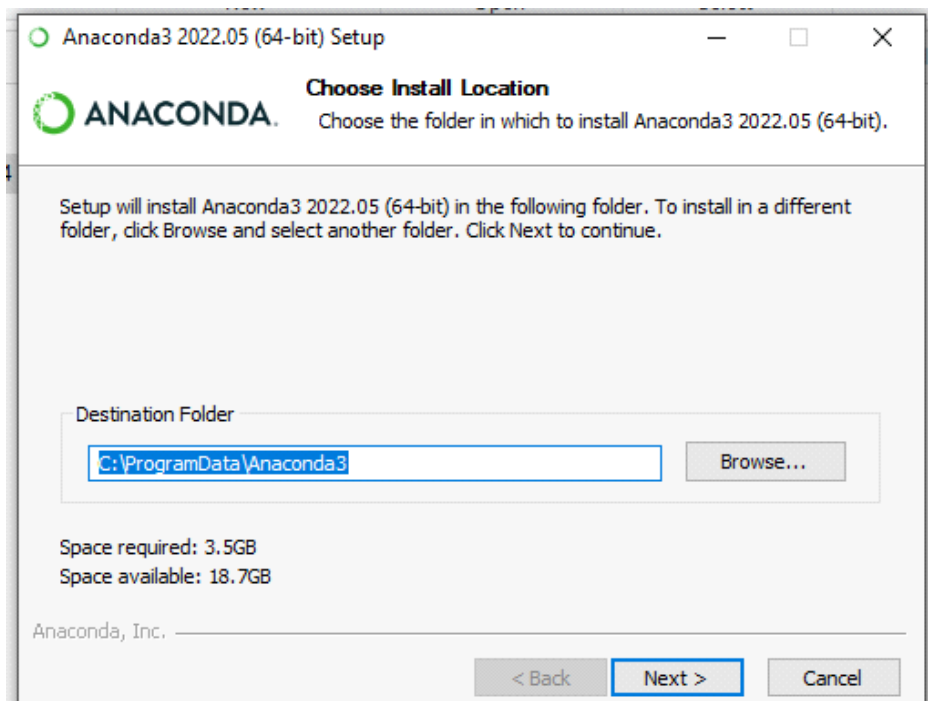 Anaconda3 2022.05 (64-bit) Setup
Choose Install Location
ANACONDA.
Choose the folder in which to install Anaconda3 2022.05 (64-bit).
Setup will install Anaconda3 2022.05 (64-bit) in the following folder. To install in a different
folder, click Browse and select another folder. Click Next to continue.
Destination Folder
C:\ProgramData\Anaconda3
Browse...
Space required: 3.5GB
Space available: 18.7GB
Anaconda, Inc.
< Back
Next >
Cancel